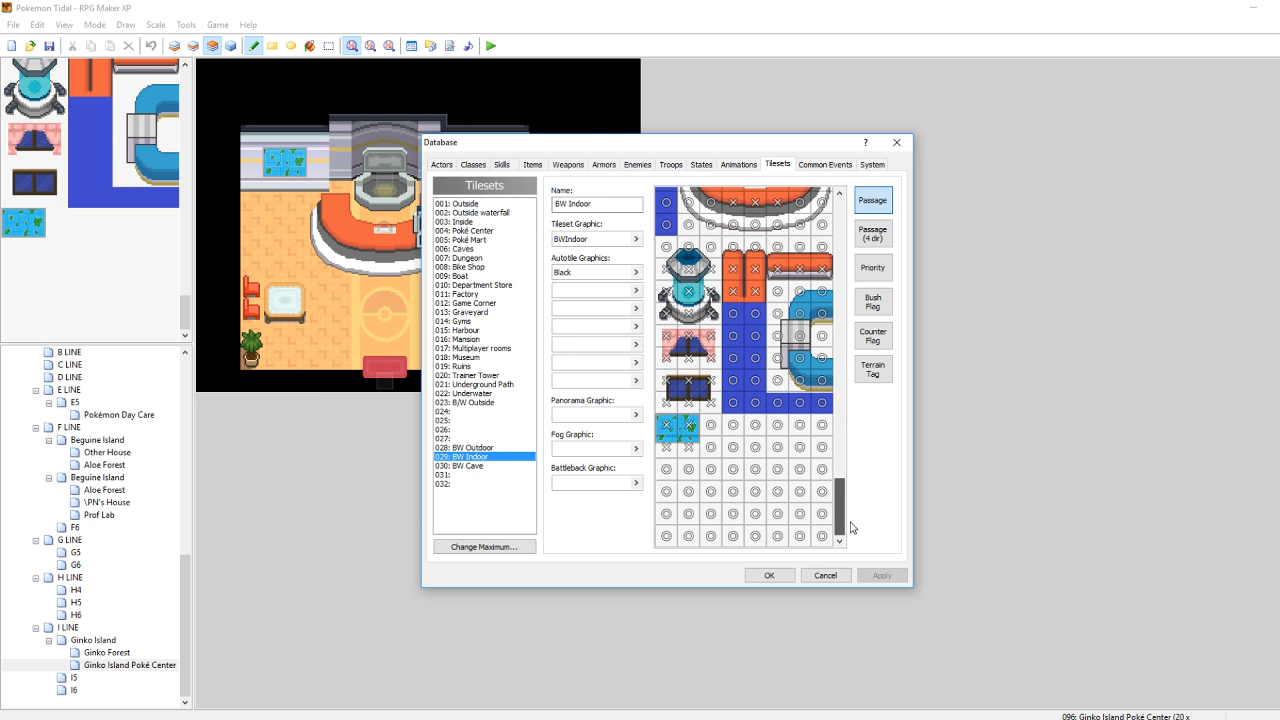 Pokemon Tidal - RPG Maker XP
File Edit View Mode Draw Scale Tools Game Help
B LINE
C LINE
D LINE
E LINE
E5
Pokémon Day Care
F LINE
Beguine Island
Other House
Aloe Forest
Beguine Island
Aloe Forest
\PN's House
Prof Lab
F6
G LINE
G5
G6
H LINE
H4
H5
H6
I LINE
Ginko Island
Ginko Forest
Ginko Island Poké Center
I5
I6
Database
?
Actors Classes Skills Items Weapons Armors Enemies Troops States Animations Tilesets Common Events System
Tilesets
001: Outside
002: Outside waterfall
003: Inside
004: Poké Center
005: Poké Mart
006: Caves
007: Dungeon
008: Bike Shop
009: Boat
010: Department Store
011: Factory
012: Game Corner
013: Graveyard
014: Gyms
015: Harbour
016: Mansion
017: Multiplayer rooms
018: Museum
019: Ruins
020: Trainer Tower
021: Underground Path
022: Underwater
023: B/W Outside
024:
025:
026:
027:
028: BW Outdoor
029: BW Indoor
030: BW Cave
031:
032:
Change Maximum...
Name:
BW Indoor
Tileset Graphic:
BWIndoor
Autotile Graphics:
Black
Panorama Graphic:
Fog Graphic:
Battleback Graphic:
Passage
Passage
(4 dir)
Priority
Bush
Flag
Counter
Flag
Terrain
Tag
OK Cancel Apply
096: Ginko Island Poké Center (20 x